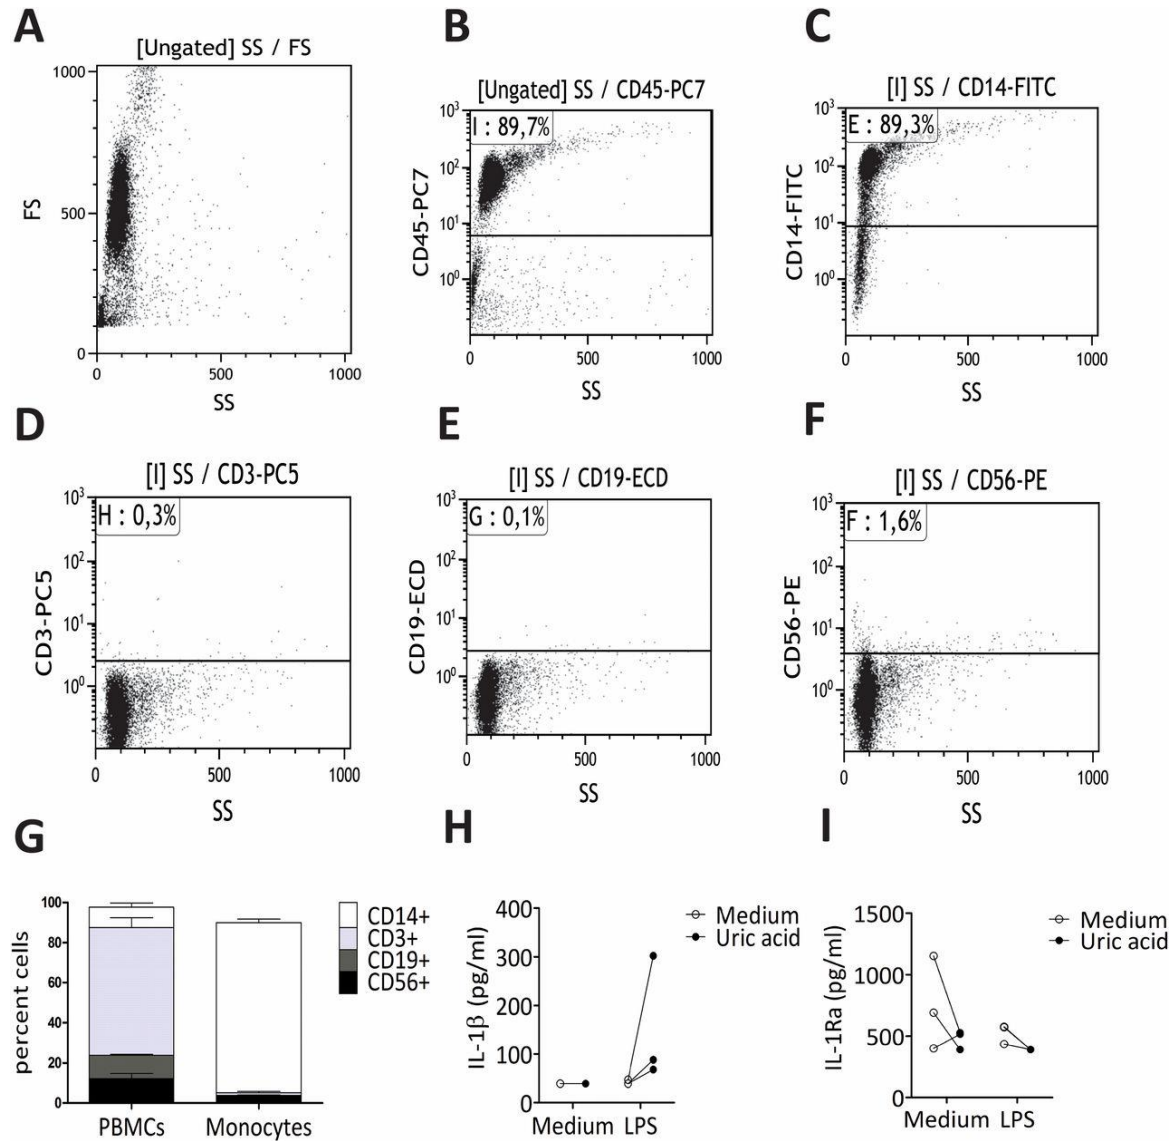 A
[Ungated] SS / FS
FS
1000
500
0
0
500
1000
SS
B
[Ungated] SS / CD45-PC7
I : 89,7%
CD45-PC7
10³
10²
10¹
10⁰
0
500
1000
SS
C
[I] SS / CD14-FITC
E : 89,3%
CD14-FITC
10³
10²
10¹
10⁰
0
500
1000
SS
D
[I] SS / CD3-PC5
H : 0,3%
CD3-PC5
10³
10²
10¹
10⁰
0
500
1000
SS
E
[I] SS / CD19-ECD
G : 0,1%
CD19-ECD
10³
10²
10¹
10⁰
0
500
1000
SS
F
[I] SS / CD56-PE
F : 1,6%
CD56-PE
10³
10²
10¹
10⁰
0
500
1000
SS
G
percent cells
100
80
60
40
20
0
PBMCs
Monocytes
CD14+
CD3+
CD19+
CD56+
H
IL-1β (pg/ml)
400
300
200
100
0
Medium
LPS
Medium
Uric acid
I
IL-1Ra (pg/ml)
1500
1000
500
0
Medium
LPS
Medium
Uric acid